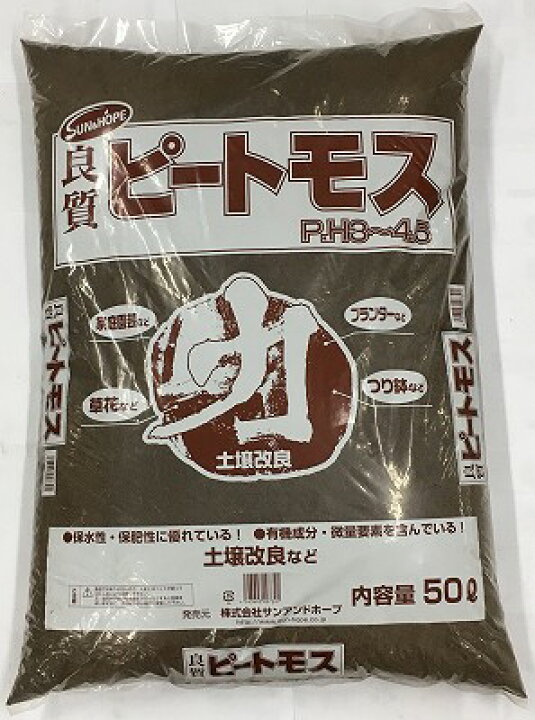 SUN&HOPE
良質
ピートモス
P.H3〜4.5
家庭園芸など
プランターなど
草花など
つり鉢など
土壌改良
良質 ピートモス
良質 ピートモス
●保水性・保肥性に優れている！ ●有機成分・微量要素を含んでいる！
土壌改良など
発売元 株式会社サンアンドホープ
内容量 50ℓ
良質 ピートモス